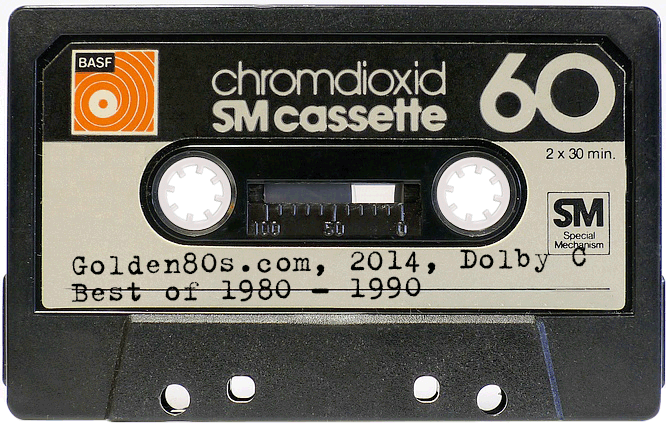 BASF
chromdioxid
SM cassette
60
2 x 30 min.
SM
Special
Mechanism
100 50 0
Golden80s.com, 2014, Dolby C
Best of 1980 - 1990